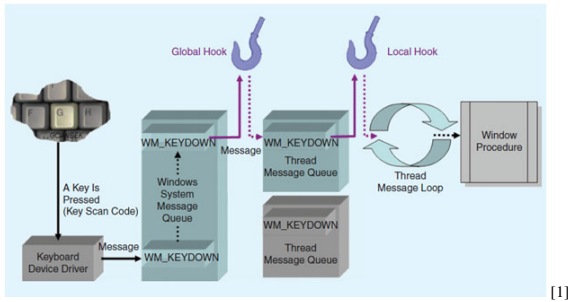 Global Hook
Local Hook
F G H
WM_KEYDOWN
Message
WM_KEYDOWN
Thread
Message Queue
Window
Procedure
Windows
System
Message
Queue
Thread
Message Loop
A Key Is
Pressed
(Key Scan Code)
WM_KEYDOWN
Thread
Message Queue
Keyboard
Device Driver
Message
WM_KEYDOWN
[1]